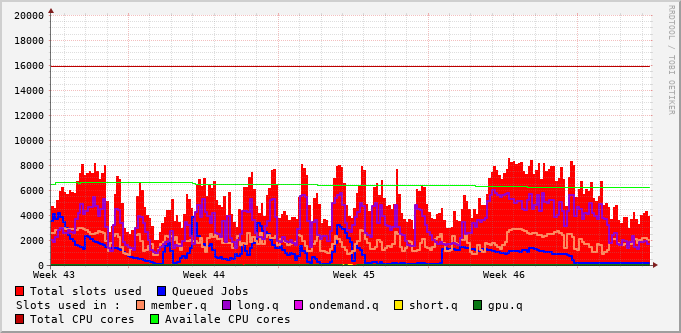 20000
18000
16000
14000
12000
10000
8000
6000
4000
2000
0
Week 43 Week 44 Week 45 Week 46
RRDTOOL / TOBI OETIKER
Total slots used Queued Jobs
Slots used in : member.q long.q ondemand.q short.q gpu.q
Total CPU cores Availale CPU cores